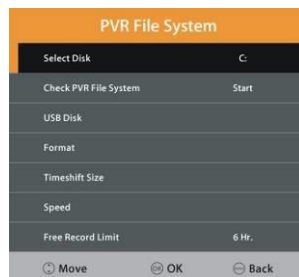 PVR File System
Select Disk C:
Check PVR File System Start
USB Disk
Format
Timeshift Size
Speed
Free Record Limit 6 Hr.
Move OK Back